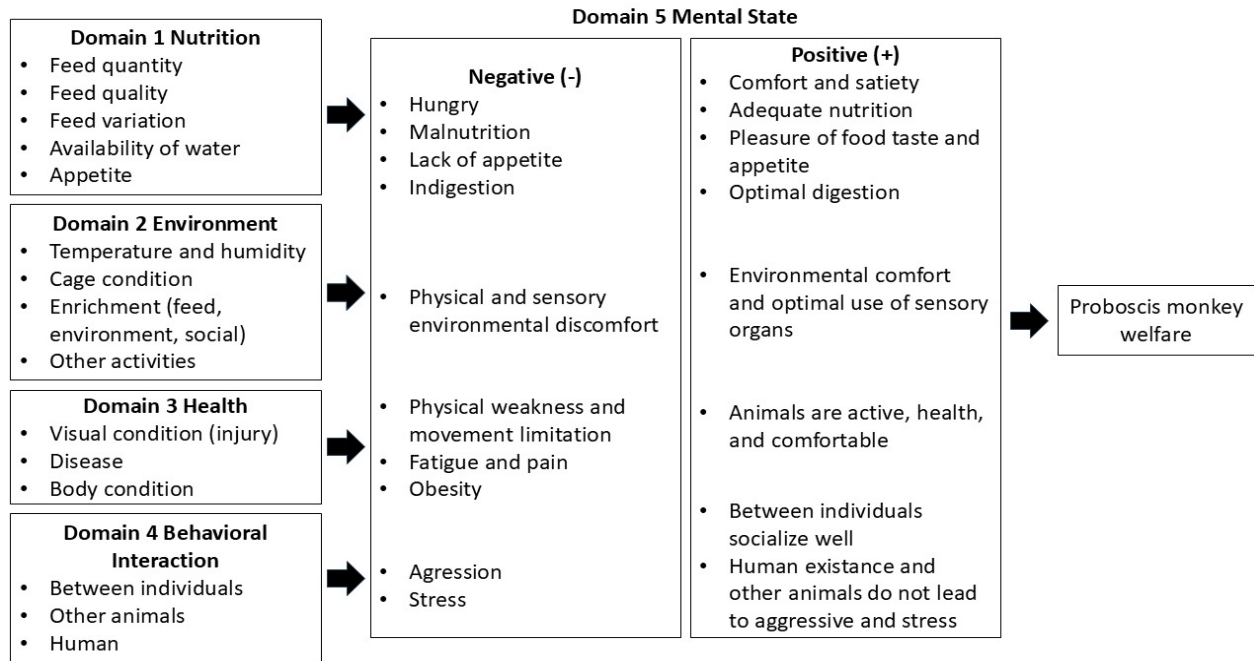 Domain 5 Mental State
Domain 1 Nutrition
• Feed quantity
• Feed quality
• Feed variation
• Availability of water
• Appetite
Domain 2 Environment
• Temperature and humidity
• Cage condition
• Enrichment (feed,
environment, social)
• Other activities
Domain 3 Health
• Visual condition (injury)
• Disease
• Body condition
Domain 4 Behavioral
Interaction
• Between individuals
• Other animals
• Human
Negative (-)
• Hungry
• Malnutrition
• Lack of appetite
• Indigestion
• Physical and sensory
environmental discomfort
• Physical weakness and
movement limitation
• Fatigue and pain
• Obesity
• Agression
• Stress
Positive (+)
• Comfort and satiety
• Adequate nutrition
• Pleasure of food taste and
appetite
• Optimal digestion
• Environmental comfort
and optimal use of sensory
organs
• Animals are active, health,
and comfortable
• Between individuals
socialize well
• Human existance and
other animals do not lead
to aggressive and stress
Proboscis monkey
welfare